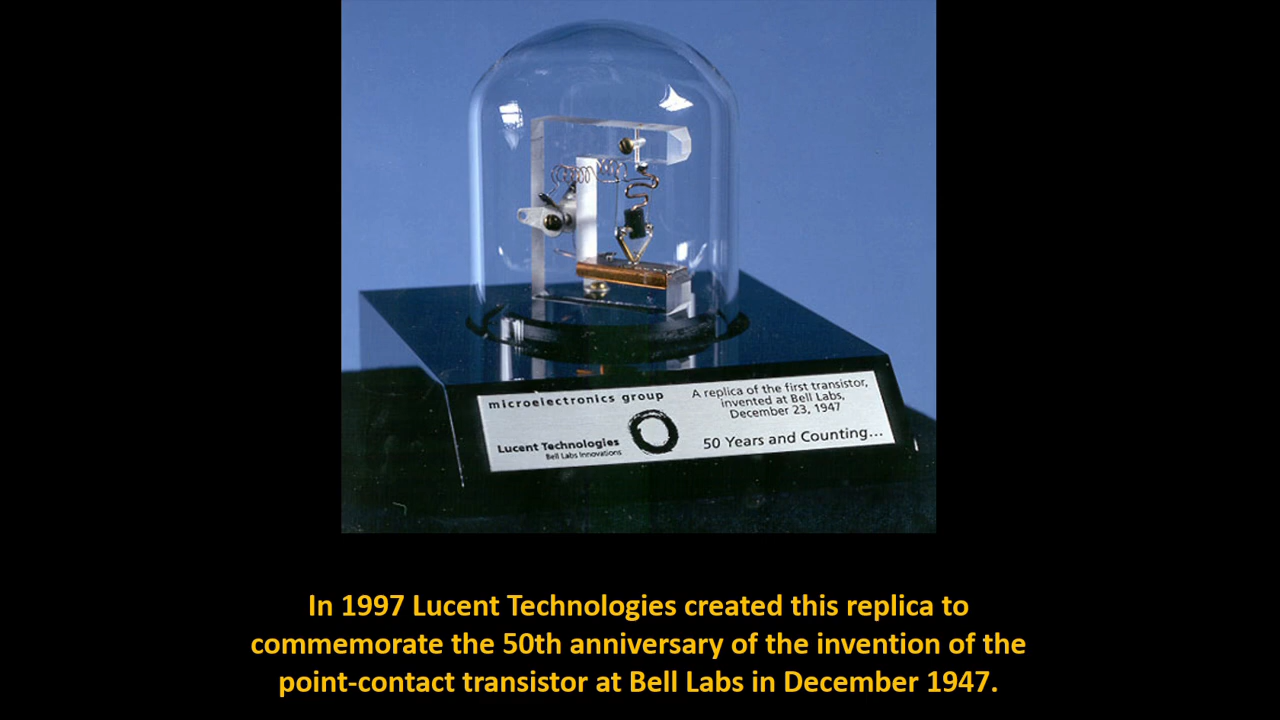 microelectronics group
Lucent Technologies
Bell Labs Innovations
A replica of the first transistor,
invented at Bell Labs,
December 23, 1947
50 Years and Counting...
In 1997 Lucent Technologies created this replica to
commemorate the 50th anniversary of the invention of the
point-contact transistor at Bell Labs in December 1947.